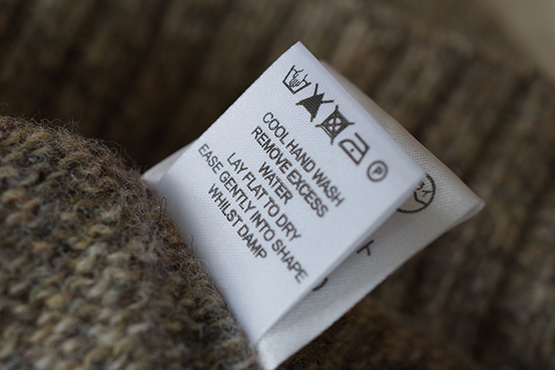 P
COOL HAND WASH
REMOVE EXCESS
WATER
LAY FLAT TO DRY
EASE GENTLY INTO SHAPE
WHILST DAMP